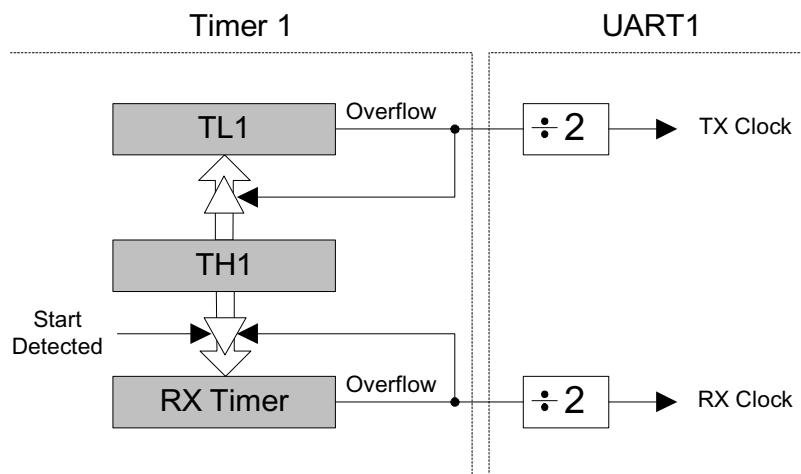 Timer 1
UART1
TL1
Overflow
÷ 2
TX Clock
TH1
Start
Detected
RX Timer
Overflow
÷ 2
RX Clock